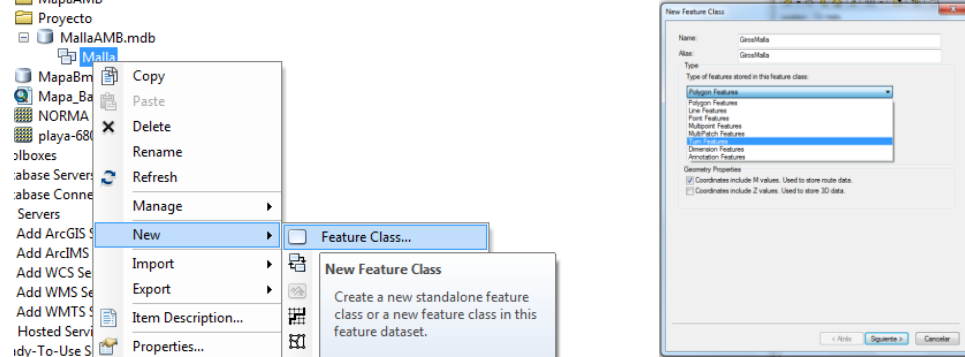 MapaAMB
Proyecto
MallaAMB.mdb
Malla
MapaBm
Mapa_Ba
NORMA
playa-680
olboxes
tabase Servers
tabase Conne
Servers
Add ArcGIS S
Add ArcIMS
Add WCS Se
Add WMS Se
Add WMTS S
Hosted Servi
ady-To-Use S
Copy
Paste
Delete
Rename
Refresh
Manage
New
Import
Export
Item Description...
Properties...
Feature Class...
New Feature Class
Create a new standalone feature
class or a new feature class in this
feature dataset.
New Feature Class
Name:
GirosMalla
Alias:
GirosMalla
Type
Type of features stored in this feature class:
Polygon Features
Polygon Features
Line Features
Point Features
Multipoint Features
MultiPatch Features
Turn Features
Dimension Features
Annotation Features
Geometry Properties
Coordinates include M values. Used to store route data.
Coordinates include Z values. Used to store 3D data.
< Atrás
Siguiente >
Cancelar